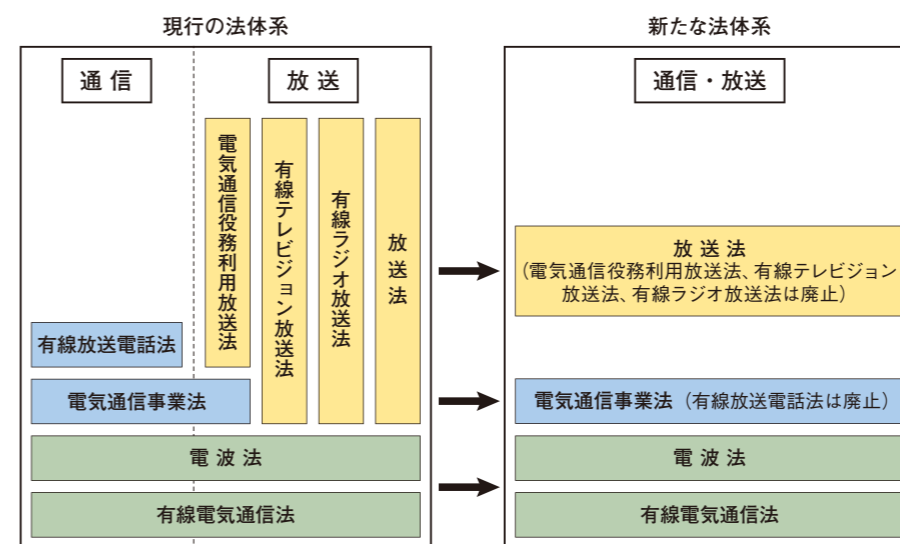 現行の法体系
通信
放送
電気通信役務利用放送法
有線テレビジョン放送法
有線ラジオ放送法
放送法
有線放送電話法
電気通信事業法
電波法
有線電気通信法
新たな法体系
通信・放送
放送法
(電気通信役務利用放送法、有線テレビジョン
放送法、有線ラジオ放送法は廃止)
電気通信事業法(有線放送電話法は廃止)
電波法
有線電気通信法